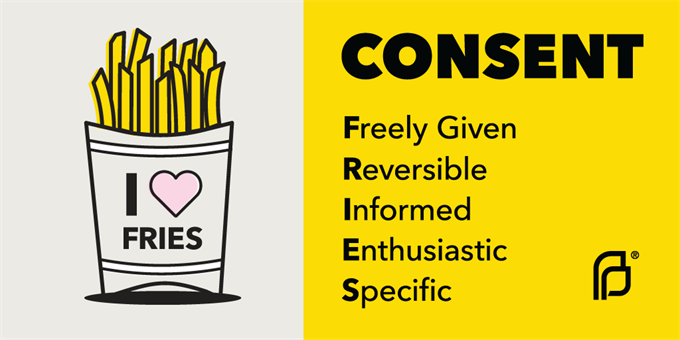 I ♥
FRIES
CONSENT
Freely Given
Reversible
Informed
Enthusiastic
Specific
®